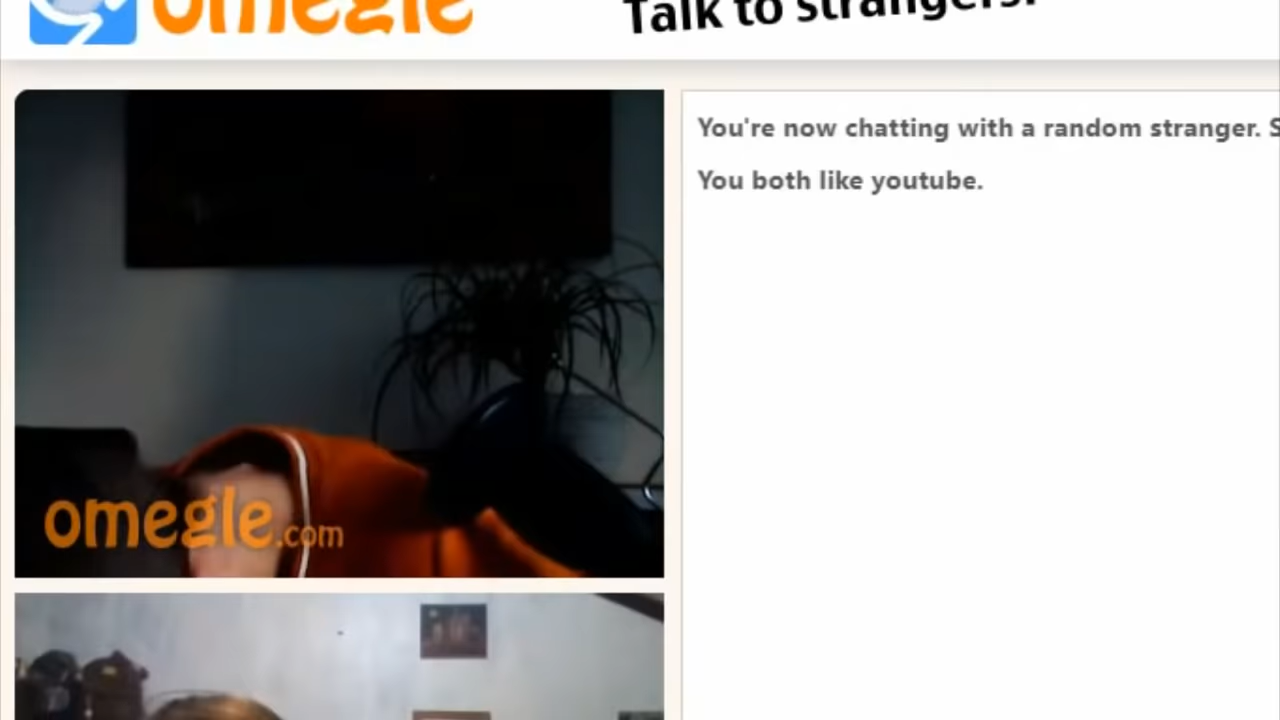 omegle
Talk to strangers!
You're now chatting with a random stranger. S
You both like youtube.
omegle.com